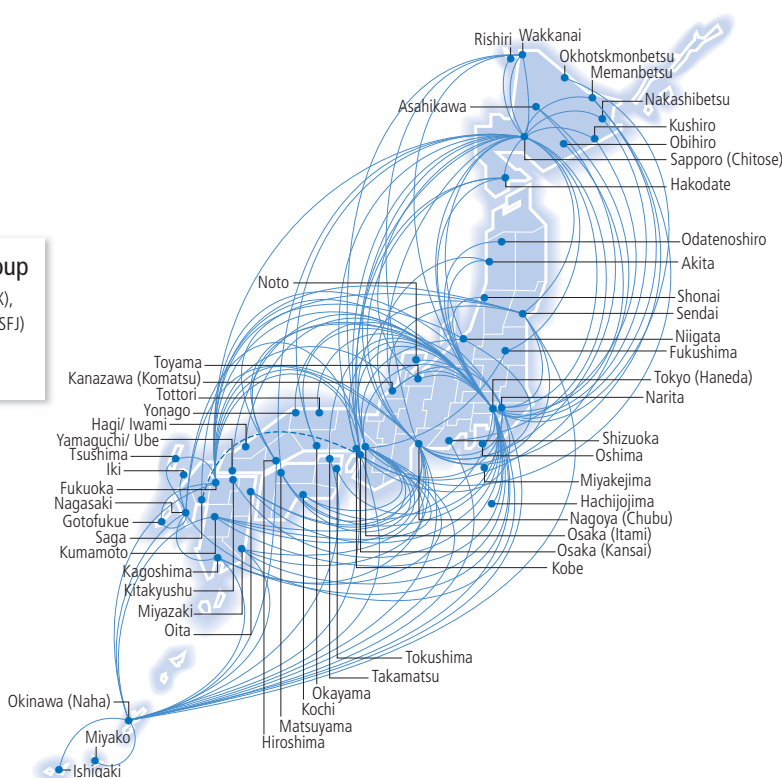 Rishiri
Wakkanai
Okhotskmonbetsu
Memanbetsu
Asahikawa
Nakashibetsu
Kushiro
Obihiro
Sapporo (Chitose)
Hakodate
Odatenoshiro
Akita
Noto
Shonai
Sendai
Niigata
Fukushima
Toyama
Kanazawa (Komatsu)
Tokyo (Haneda)
Narita
Tottori
Yonago
Hagi/ Iwami
Yamaguchi/ Ube
Tsushima
Iki
Fukuoka
Nagasaki
Gotofukue
Saga
Kumamoto
Kagoshima
Kitakyushu
Miyazaki
Oita
Shizuoka
Oshima
Miyakejima
Hachijojima
Nagoya (Chubu)
Osaka (Itami)
Osaka (Kansai)
Kobe
Tokushima
Takamatsu
Okayama
Kochi
Matsuyama
Hiroshima
Okinawa (Naha)
Miyako
Ishigaki
oup
),
SFJ)